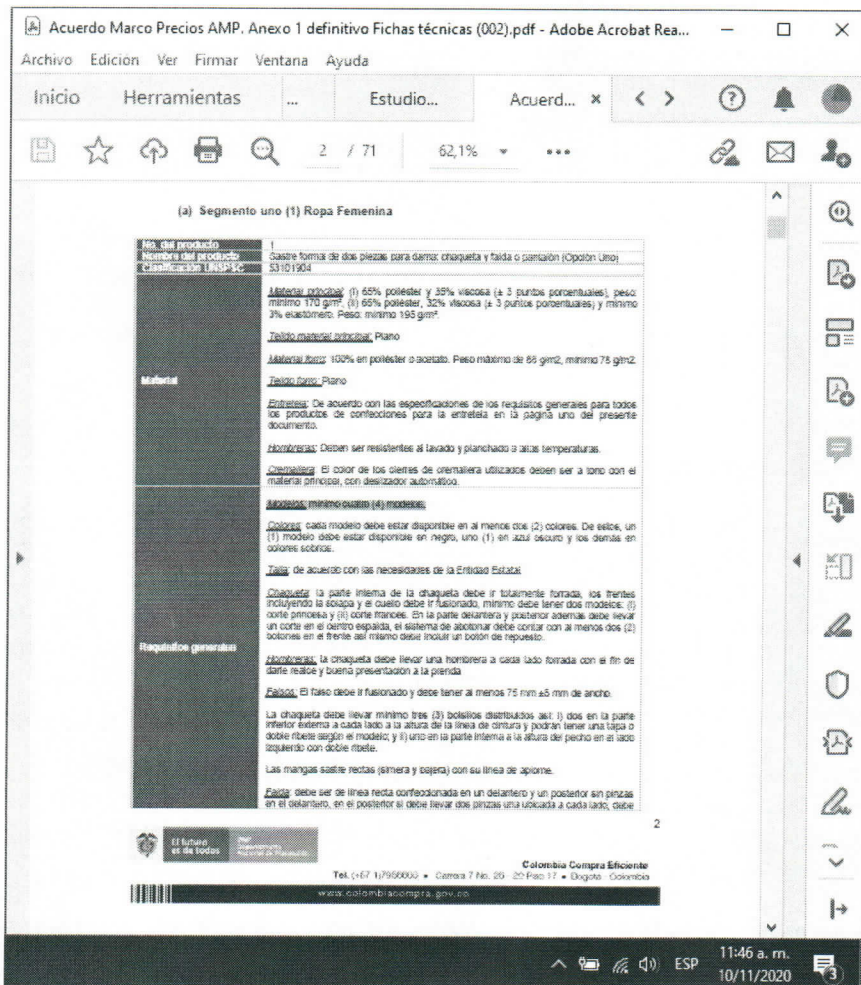 Acuerdo Marco Precios AMP. Anexo 1 definitivo Fichas técnicas (002).pdf - Adobe Acrobat Rea...
Archivo Edición Ver Firmar Ventana Ayuda
Inicio Herramientas ... Estudio... Acuerd... ×
2 / 71 62,1%
(a) Segmento uno (1) Ropa Femenina
No. del producto 1
Nombre del producto Sastre formal de dos piezas para dama: chaqueta y falda o pantalón (Opción Uno)
Clasificación UNSPSC 53101904
Material principal: (i) 65% poliéster y 35% viscosa (± 3 puntos porcentuales), peso:
mínimo 170 g/m², (ii) 65% poliéster, 32% viscosa (± 3 puntos porcentuales) y mínimo
3% elastómero. Peso: mínimo 195 g/m².
Tejido material principal: Plano
Material forro: 100% en poliéster o acetato. Peso máximo de 88 g/m2, mínimo 75 g/m2.
Material
Tejido forro: Plano
Entretela: De acuerdo con las especificaciones de los requisitos generales para todos
los productos de confecciones para la entretela en la página uno del presente
documento.
Hombreras: Deben ser resistentes al lavado y planchado a altas temperaturas.
Cremallera: El color de los cierres de cremallera utilizados deben ser a tono con el
material principal, con deslizador automático.
Modelos: mínimo cuatro (4) modelos.
Colores: cada modelo debe estar disponible en al menos dos (2) colores. De estos, un
(1) modelo debe estar disponible en negro, uno (1) en azul oscuro y los demás en
colores sobrios.
Talla: de acuerdo con las necesidades de la Entidad Estatal.
Chaqueta: la parte interna de la chaqueta debe ir totalmente forrada, los frentes
incluyendo la solapa y el cuello debe ir fusionado, mínimo debe tener dos modelos: (i)
corte princesa y (ii) corte francés. En la parte delantera y posterior además debe llevar
un corte en el centro espalda, el sistema de abotonar debe contar con al menos dos (2)
botones en el frente así mismo debe incluir un botón de repuesto.
Requisitos generales
Hombreras: la chaqueta debe llevar una hombrera a cada lado forrada con el fin de
darle realce y buena presentación a la prenda.
Falsos: El falso debe ir fusionado y debe tener al menos 75 mm ±5 mm de ancho.
La chaqueta debe llevar mínimo tres (3) bolsillos distribuidos así: i) dos en la parte
inferior externa a cada lado a la altura de la línea de cintura y podrán tener una tapa o
doble ribete según el modelo; y ii) uno en la parte interna a la altura del pecho en el lado
izquierdo con doble ribete.
Las mangas sastre rectas (simera y bajera) con su línea de aplome.
Falda: debe ser de línea recta confeccionada en un delantero y un posterior sin pinzas
en el delantero, en el posterior si debe llevar dos pinzas una ubicada a cada lado, debe
2
El futuro
es de todos
DNP
Departamento
Nacional de Planeación
Colombia Compra Eficiente
Tel. (+57 1)7956600 • Carrera 7 No. 26 - 20 Piso 17 • Bogotá - Colombia
www.colombiacompra.gov.co
ESP 11:46 a. m.
10/11/2020
3